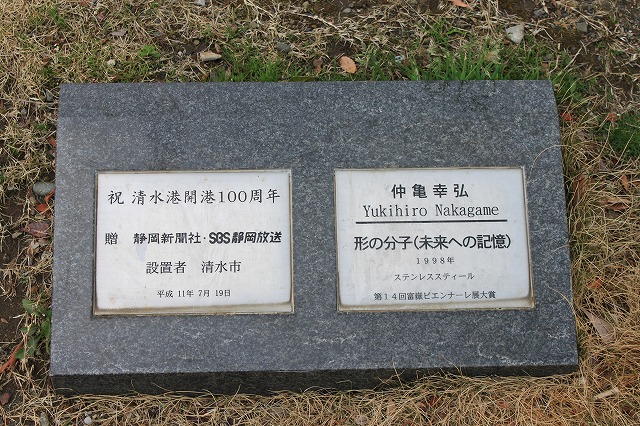 祝 清水港開港100周年
贈 静岡新聞社・SBS静岡放送
設置者 清水市
平成 11年 7月 19日
仲亀幸弘
Yukihiro Nakagame
形の分子(未来への記憶)
1998年
ステンレススティール
第14回富嶽ビエンナーレ展大賞